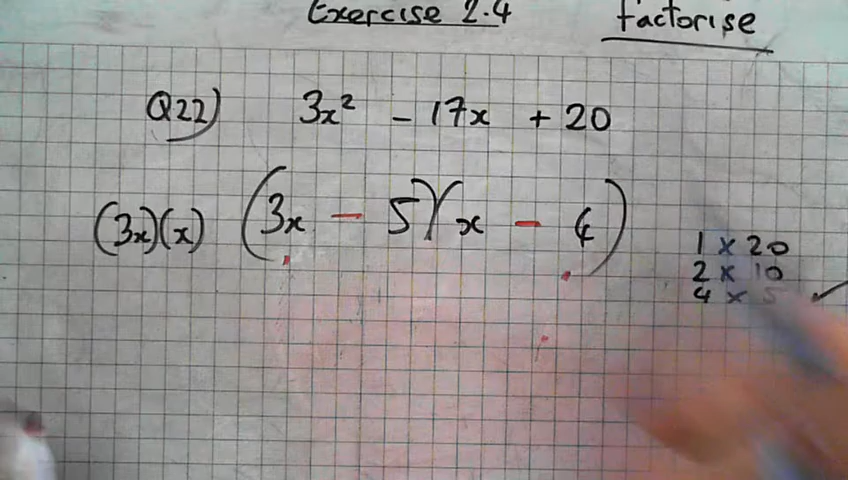 Exercise 2.4 factorise
Q22) 3x² - 17x + 20
(3x)(x) (3x - 5)(x - 4)
1 x 20
2 x 10
4 x 5 ✓